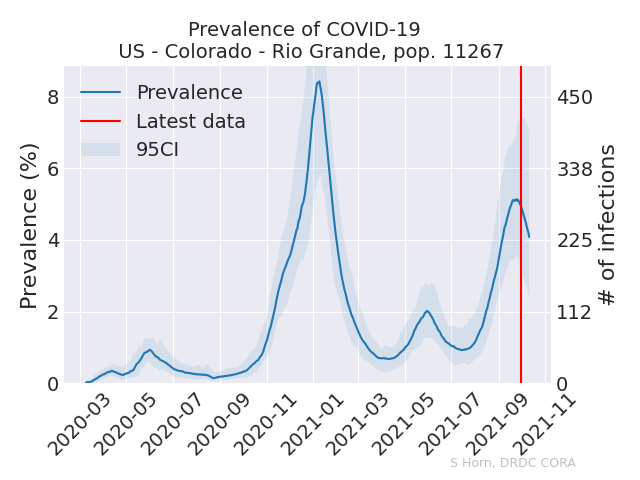 Prevalence of COVID-19
US - Colorado - Rio Grande, pop. 11267
Prevalence
Latest data
95CI
Prevalence (%)
8
6
4
2
0
# of infections
450
338
225
112
0
2020-03
2020-05
2020-07
2020-09
2020-11
2021-01
2021-03
2021-05
2021-07
2021-09
2021-11
S Horn, DRDC CORA